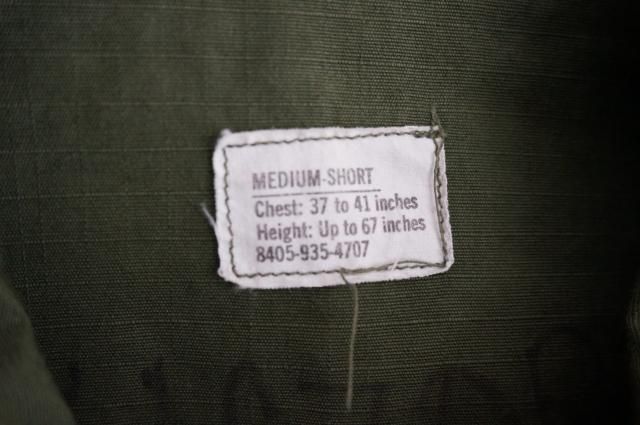 MEDIUM-SHORT
Chest: 37 to 41 inches
Height: Up to 67 inches
8405-935-4707